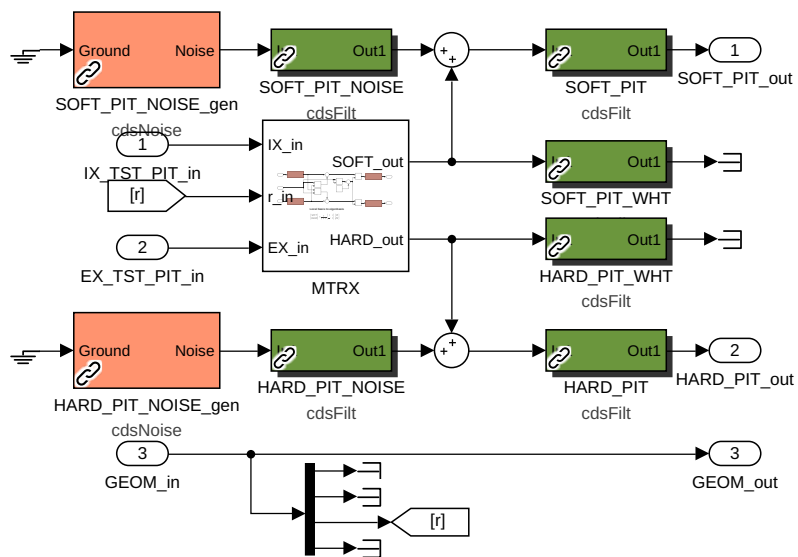 Ground Noise
SOFT_PIT_NOISE_gen
cdsNoise
Out1
SOFT_PIT_NOISE
cdsFilt
+
+
Out1
SOFT_PIT
cdsFilt
1
SOFT_PIT_out
1
IX_TST_PIT_in
[r]
2
EX_TST_PIT_in
IX_in
r_in
EX_in
SOFT_out
HARD_out
MTRX
Out1
SOFT_PIT_WHT
cdsFilt
Out1
HARD_PIT_WHT
cdsFilt
Ground Noise
HARD_PIT_NOISE_gen
cdsNoise
Out1
HARD_PIT_NOISE
cdsFilt
+
+
Out1
HARD_PIT
cdsFilt
2
HARD_PIT_out
3
GEOM_in
3
GEOM_out
[r]